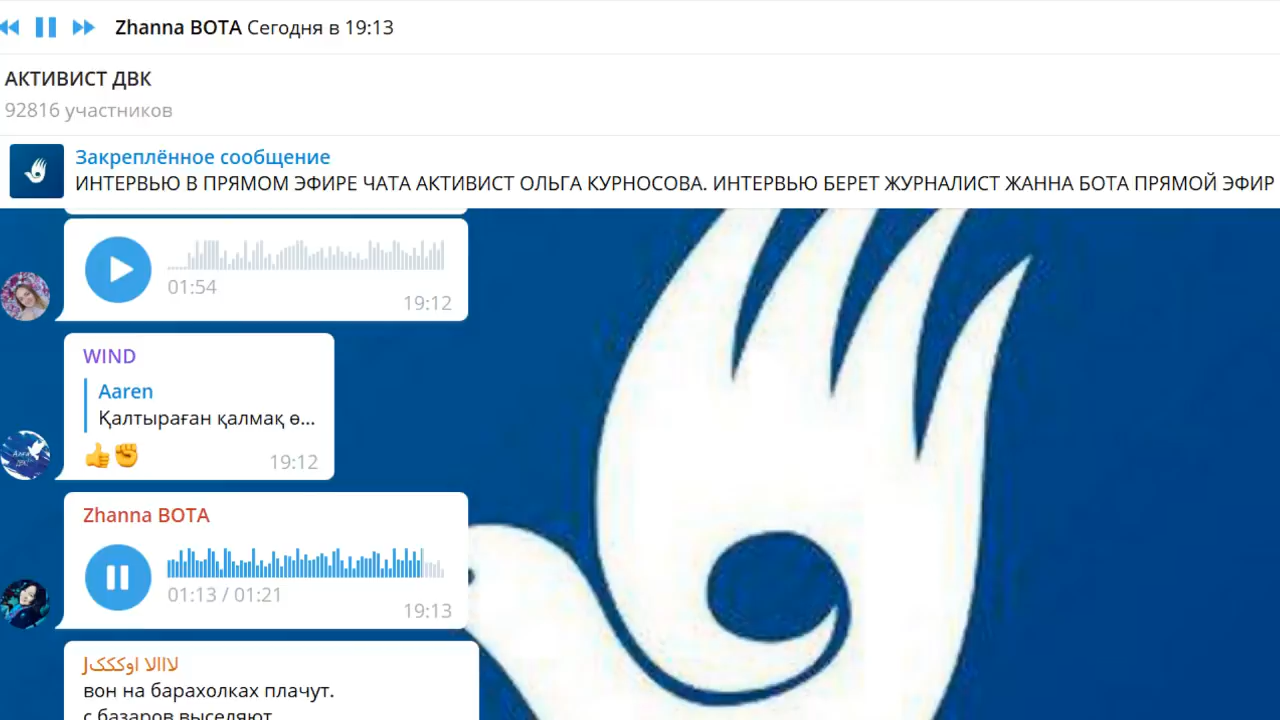 Zhanna BOTA Сегодня в 19:13
АКТИВИСТ ДВК
92816 участников
Закреплённое сообщение
ИНТЕРВЬЮ В ПРЯМОМ ЭФИРЕ ЧАТА АКТИВИСТ ОЛЬГА КУРНОСОВА. ИНТЕРВЬЮ БЕРЕТ ЖУРНАЛИСТ ЖАННА БОТА ПРЯМОЙ ЭФИР
01:54
19:12
WIND
Aaren
Қалтыраған қалмақ ө...
19:12
Zhanna BOTA
01:13 / 01:21
19:13
вон на барахолках плачут.
с базаров выселяют